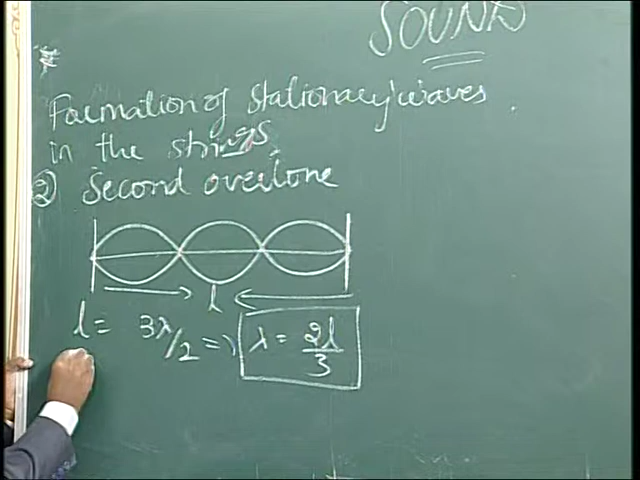 SOUND
Formation of stationary waves
in the strings
② Second overtone
l
l = 3λ/2 ⇒ λ = 2l/3